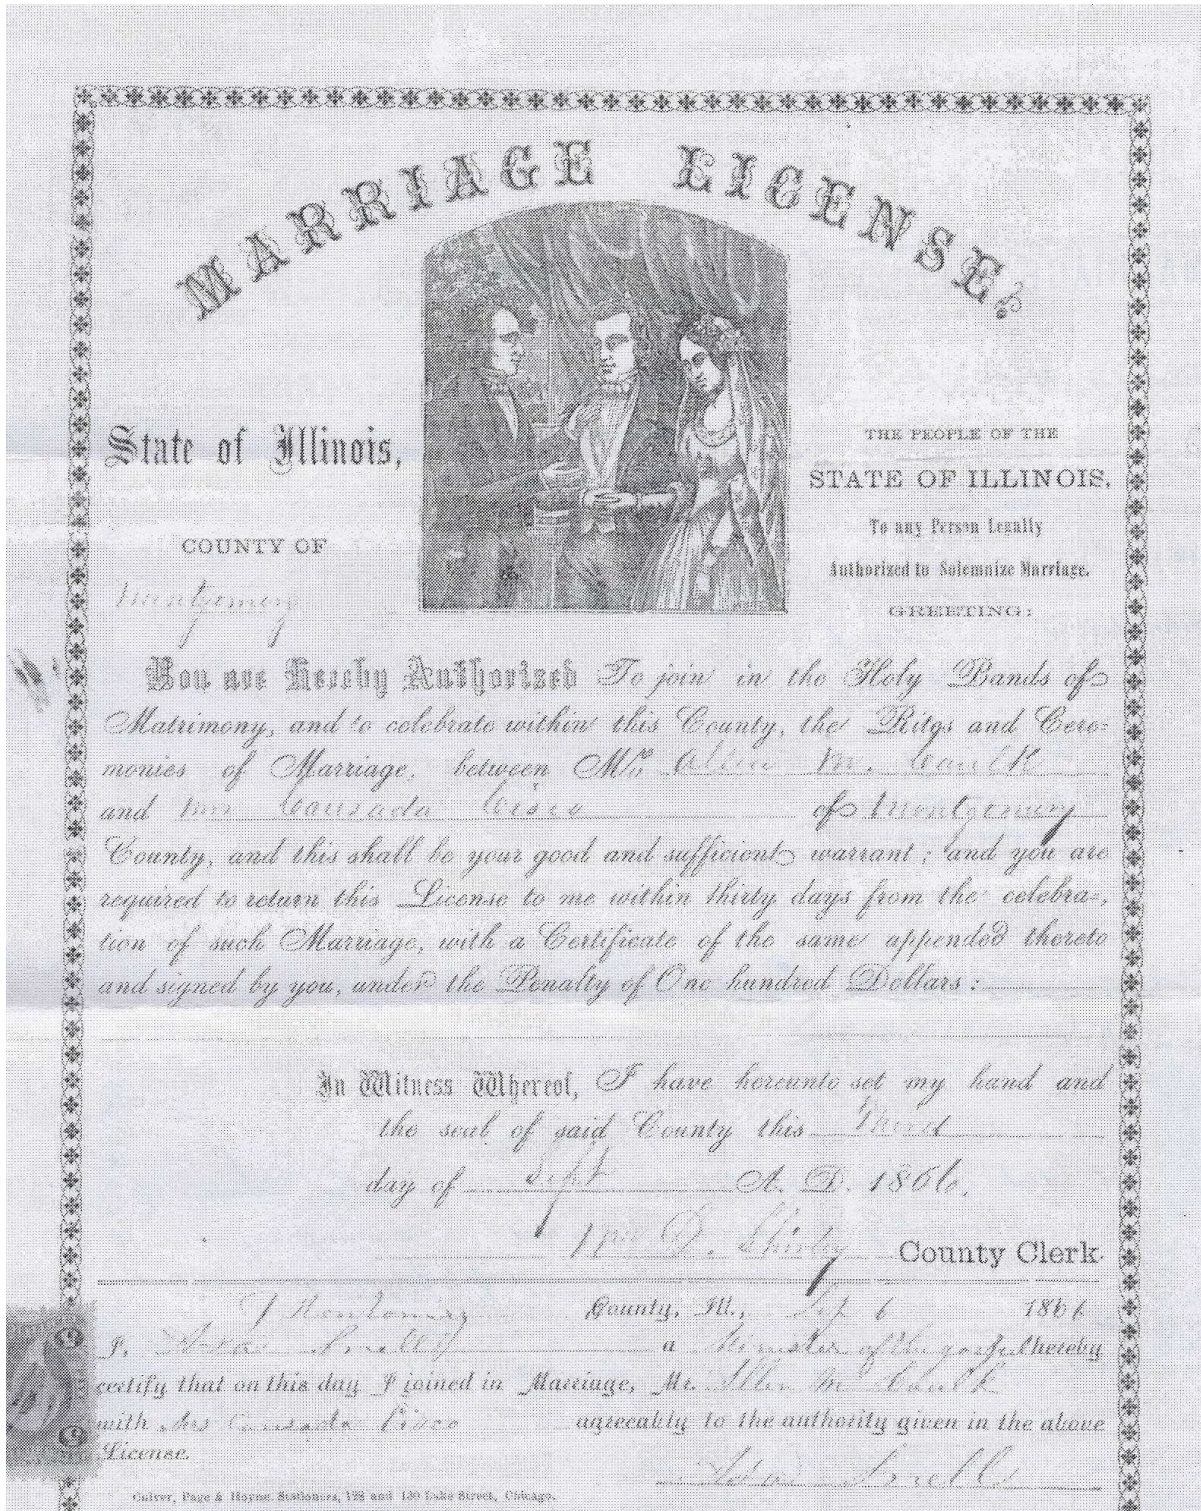 MARRIAGE LICENSE,
State of Illinois,
COUNTY OF
Montgomery
THE PEOPLE OF THE
STATE OF ILLINOIS,
To any Person Legally
Authorized to Solemnize Marriage.
GREETING:
You are Hereby Authorized To join in the Holy Bands of
Matrimony, and to celebrate within this County, the Rites and Cere-
monies of Marriage, between Mr. Allen M. Caulk
and Mrs Cansada Cisco of Montgomery
County, and this shall be your good and sufficient warrant; and you are
required to return this License to me within thirty days from the celebra-
tion of such Marriage, with a Certificate of the same appended thereto
and signed by you, under the Penalty of One hundred Dollars:
In Witness Whereof, I have hereunto set my hand and
the seal of said County this Third
day of Sept A. D. 1866.
D. Shirley County Clerk.
County, Ill., Sep 6 1866
I, a Minister of the gospel hereby
certify that on this day I joined in Marriage, Mr. Allen M Caulk
with Mrs Cansada Cisco agreeably to the authority given in the above
License.
Culver, Page & Hoyne, Stationers, 128 and 130 Lake Street, Chicago.